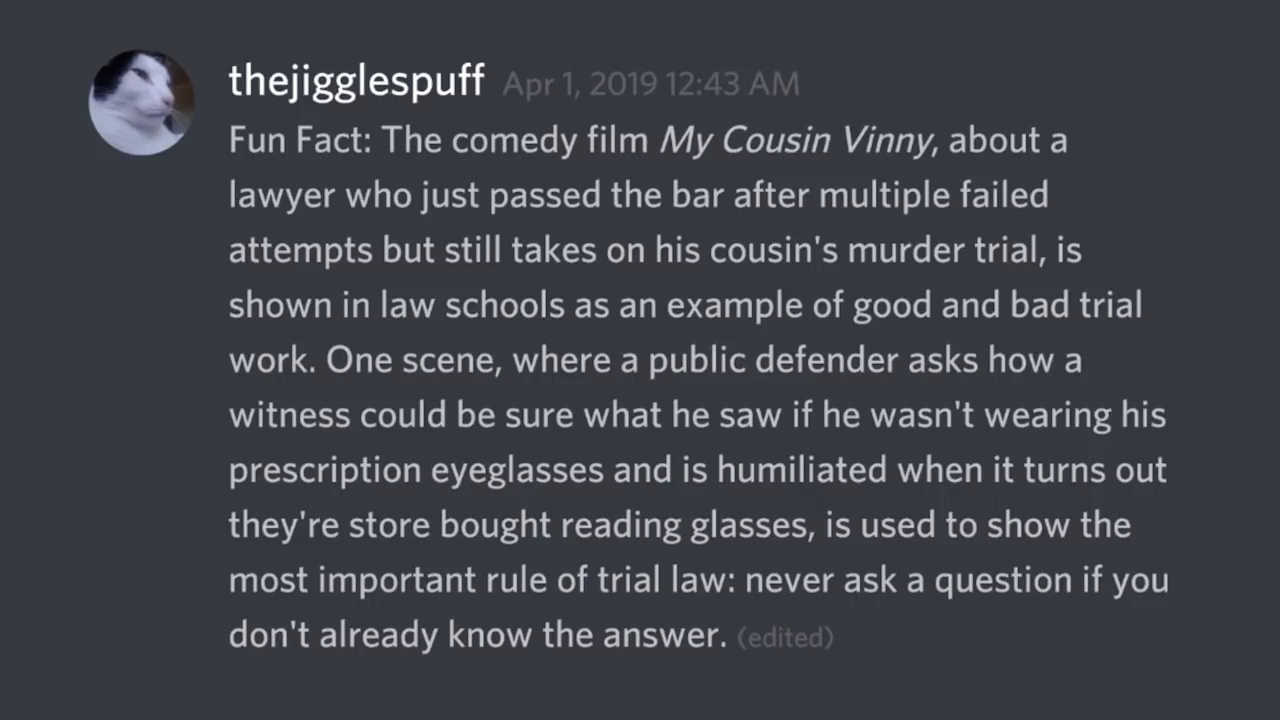 thejigglespuff Apr 1, 2019 12:43 AM
Fun Fact: The comedy film My Cousin Vinny, about a
lawyer who just passed the bar after multiple failed
attempts but still takes on his cousin's murder trial, is
shown in law schools as an example of good and bad trial
work. One scene, where a public defender asks how a
witness could be sure what he saw if he wasn't wearing his
prescription eyeglasses and is humiliated when it turns out
they're store bought reading glasses, is used to show the
most important rule of trial law: never ask a question if you
don't already know the answer. (edited)